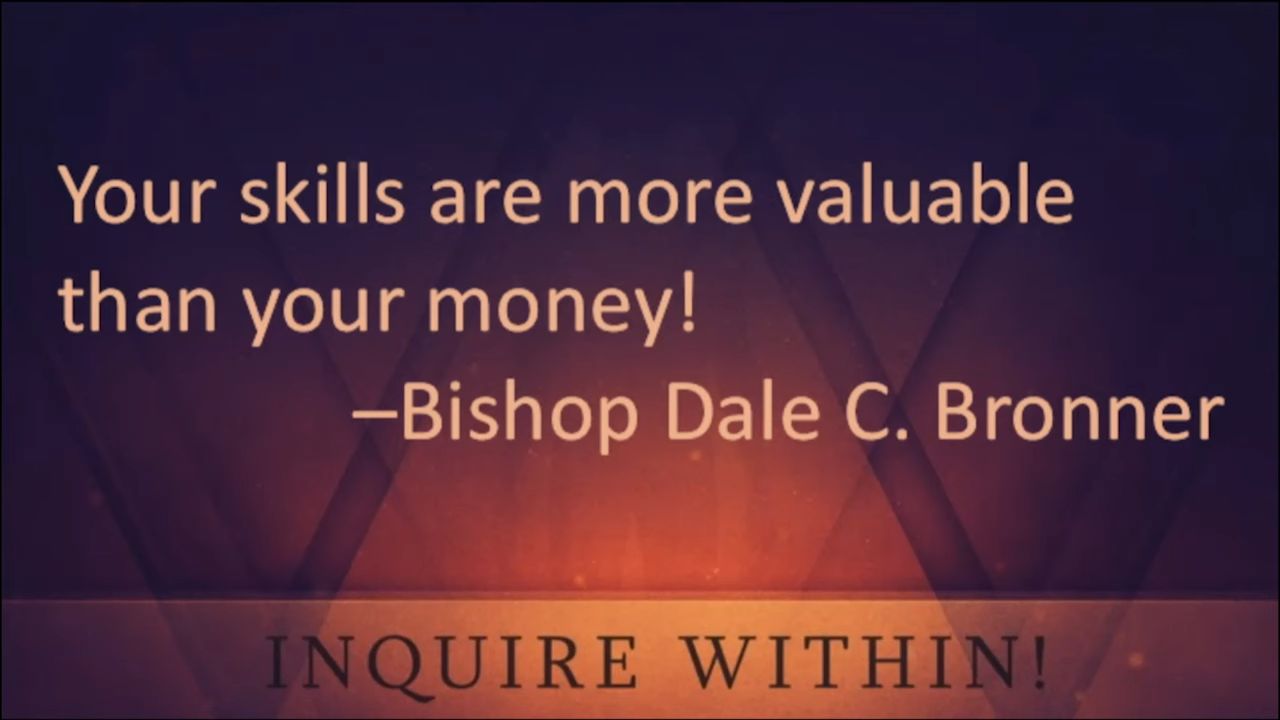 Your skills are more valuable
than your money!
–Bishop Dale C. Bronner
INQUIRE WITHIN!